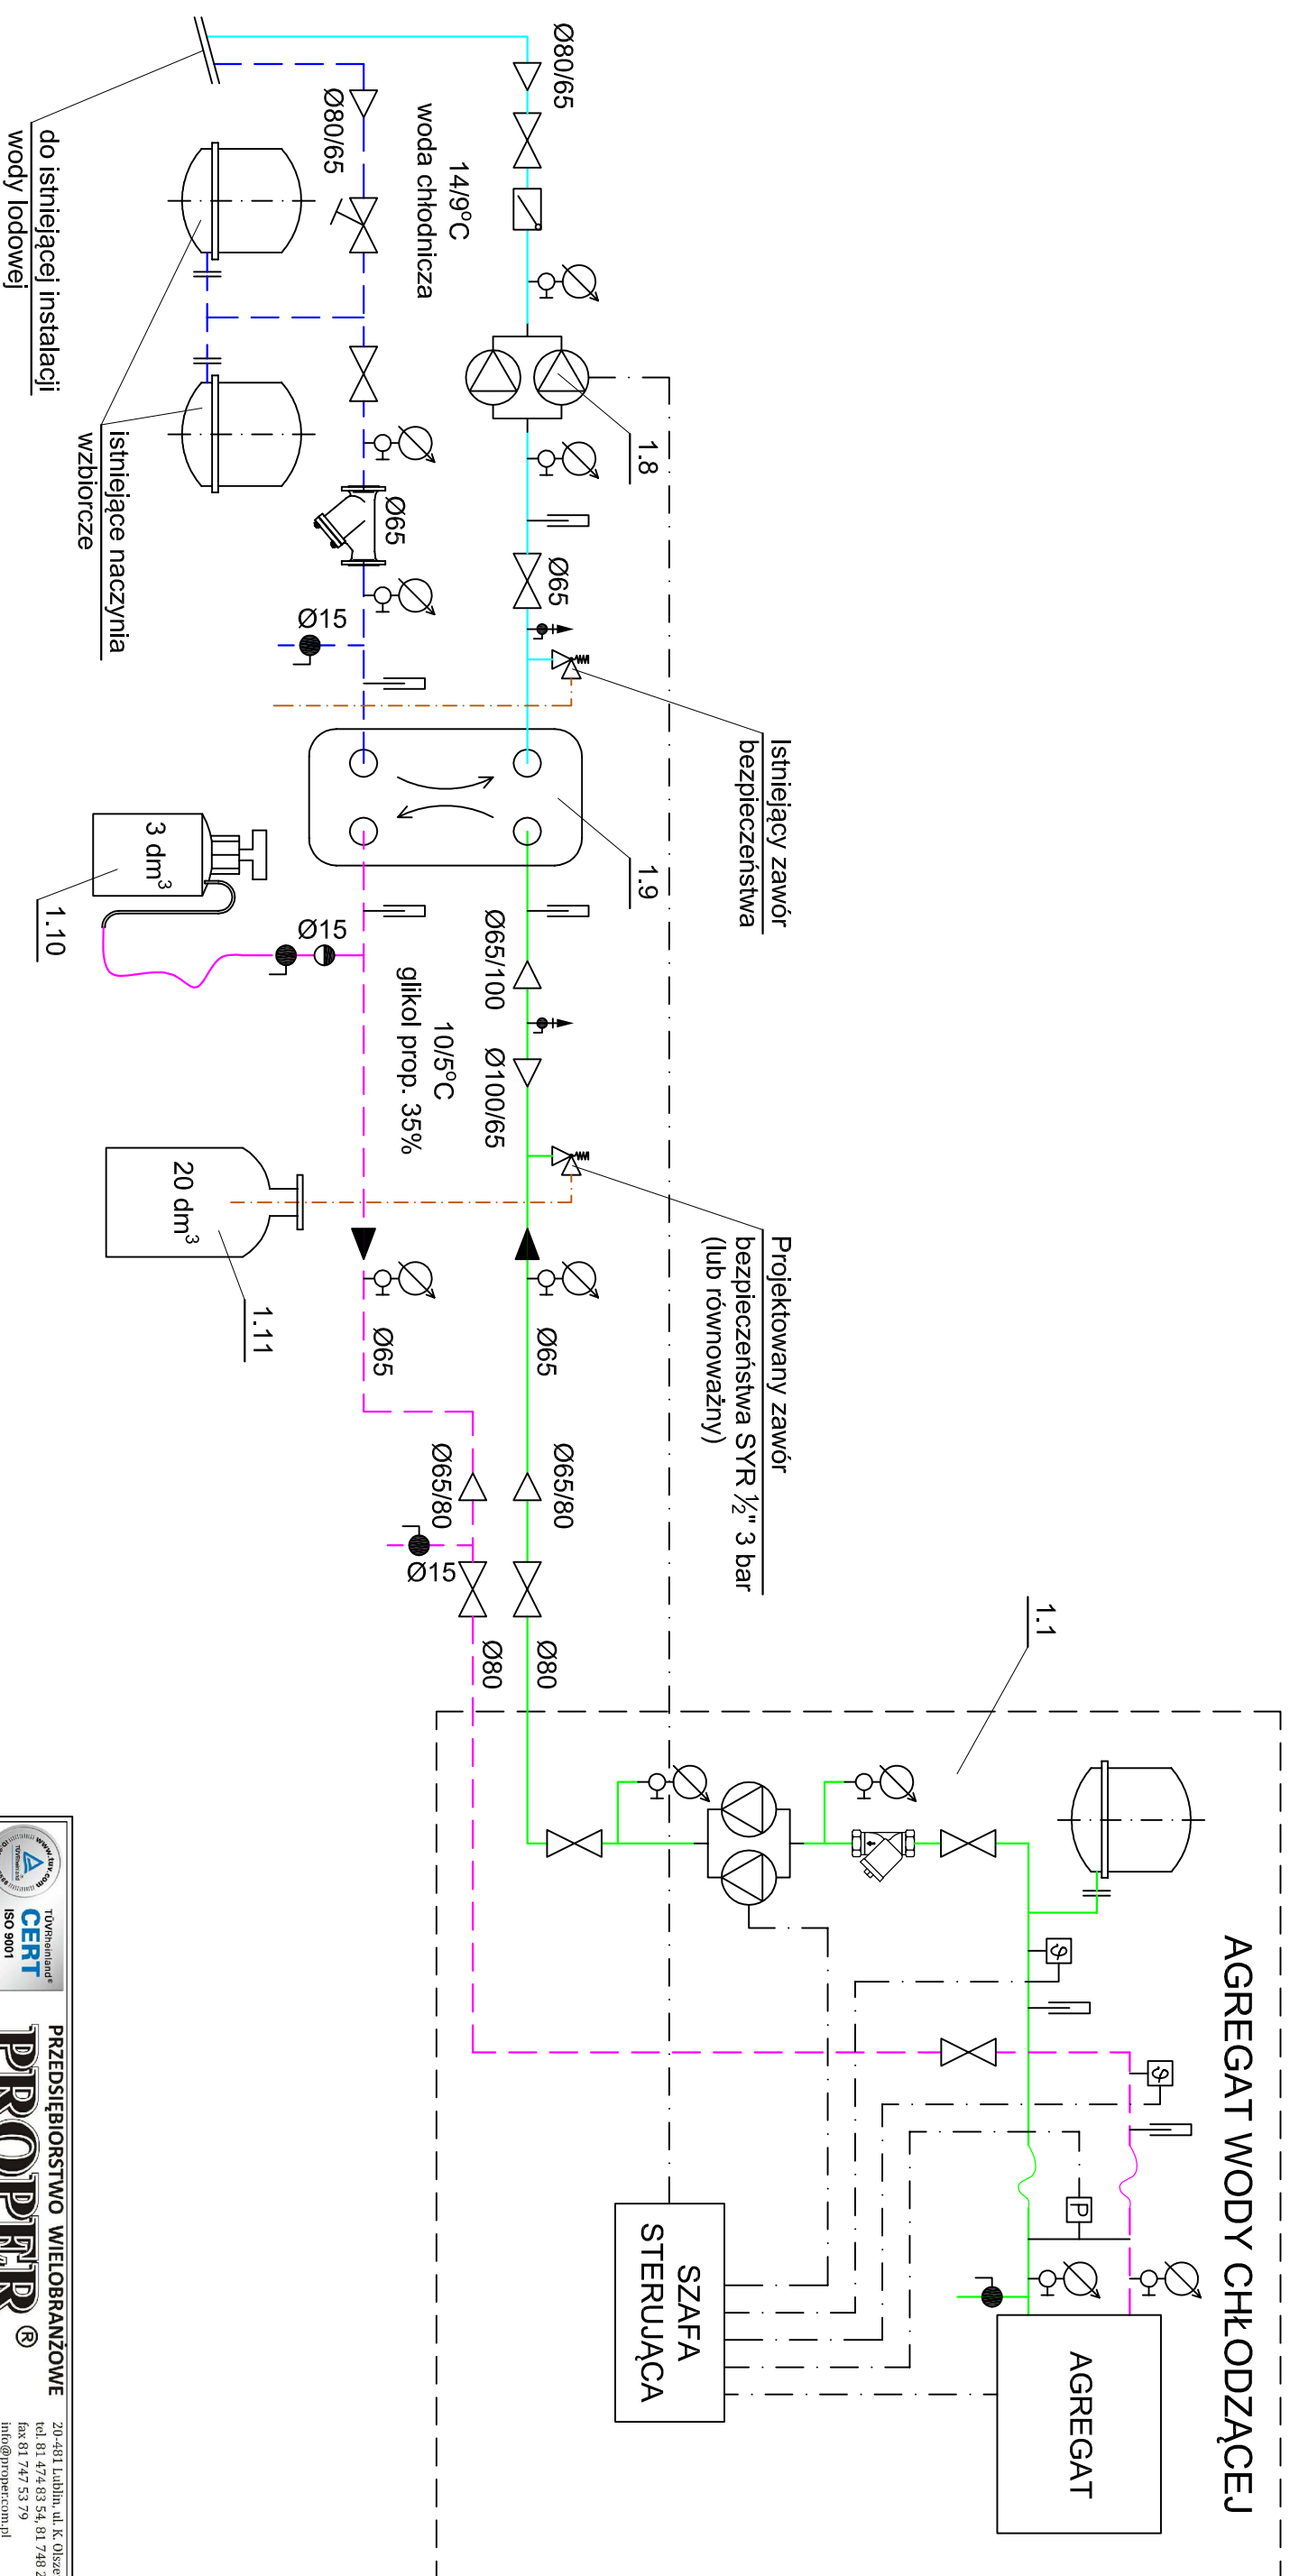 AGREGAT WODY CHŁODZĄCEJ
1.1
AGREGAT
SZAFA
STERUJĄCA
P
ϑ
ϑ
Istniejący zawór
bezpieczeństwa
Projektowany zawór
bezpieczeństwa SYR ½" 3 bar
(lub równoważny)
1.8
1.9
Ø80/65
Ø65
Ø65/100
Ø100/65
Ø65
Ø65/80
Ø80
14/9°C
woda chłodnicza
10/5°C
glikol prop. 35%
Ø80/65
Ø65
Ø15
Ø15
Ø65
Ø65/80
Ø15
Ø80
3 dm³
1.10
20 dm³
1.11
istniejące naczynia
wzbiorcze
do istniejącej instalacji
wody lodowej
www.tuv.com
TÜVRheinland
TÜVRheinland®
CERT
ISO 9001
PRZEDSIĘBIORSTWO WIELOBRANŻOWE
PROPER ®
20-481 Lublin, ul. K.
tel. 81 474 83 54, 81 748
fax 81 747 53 79
info@proper.com.pl